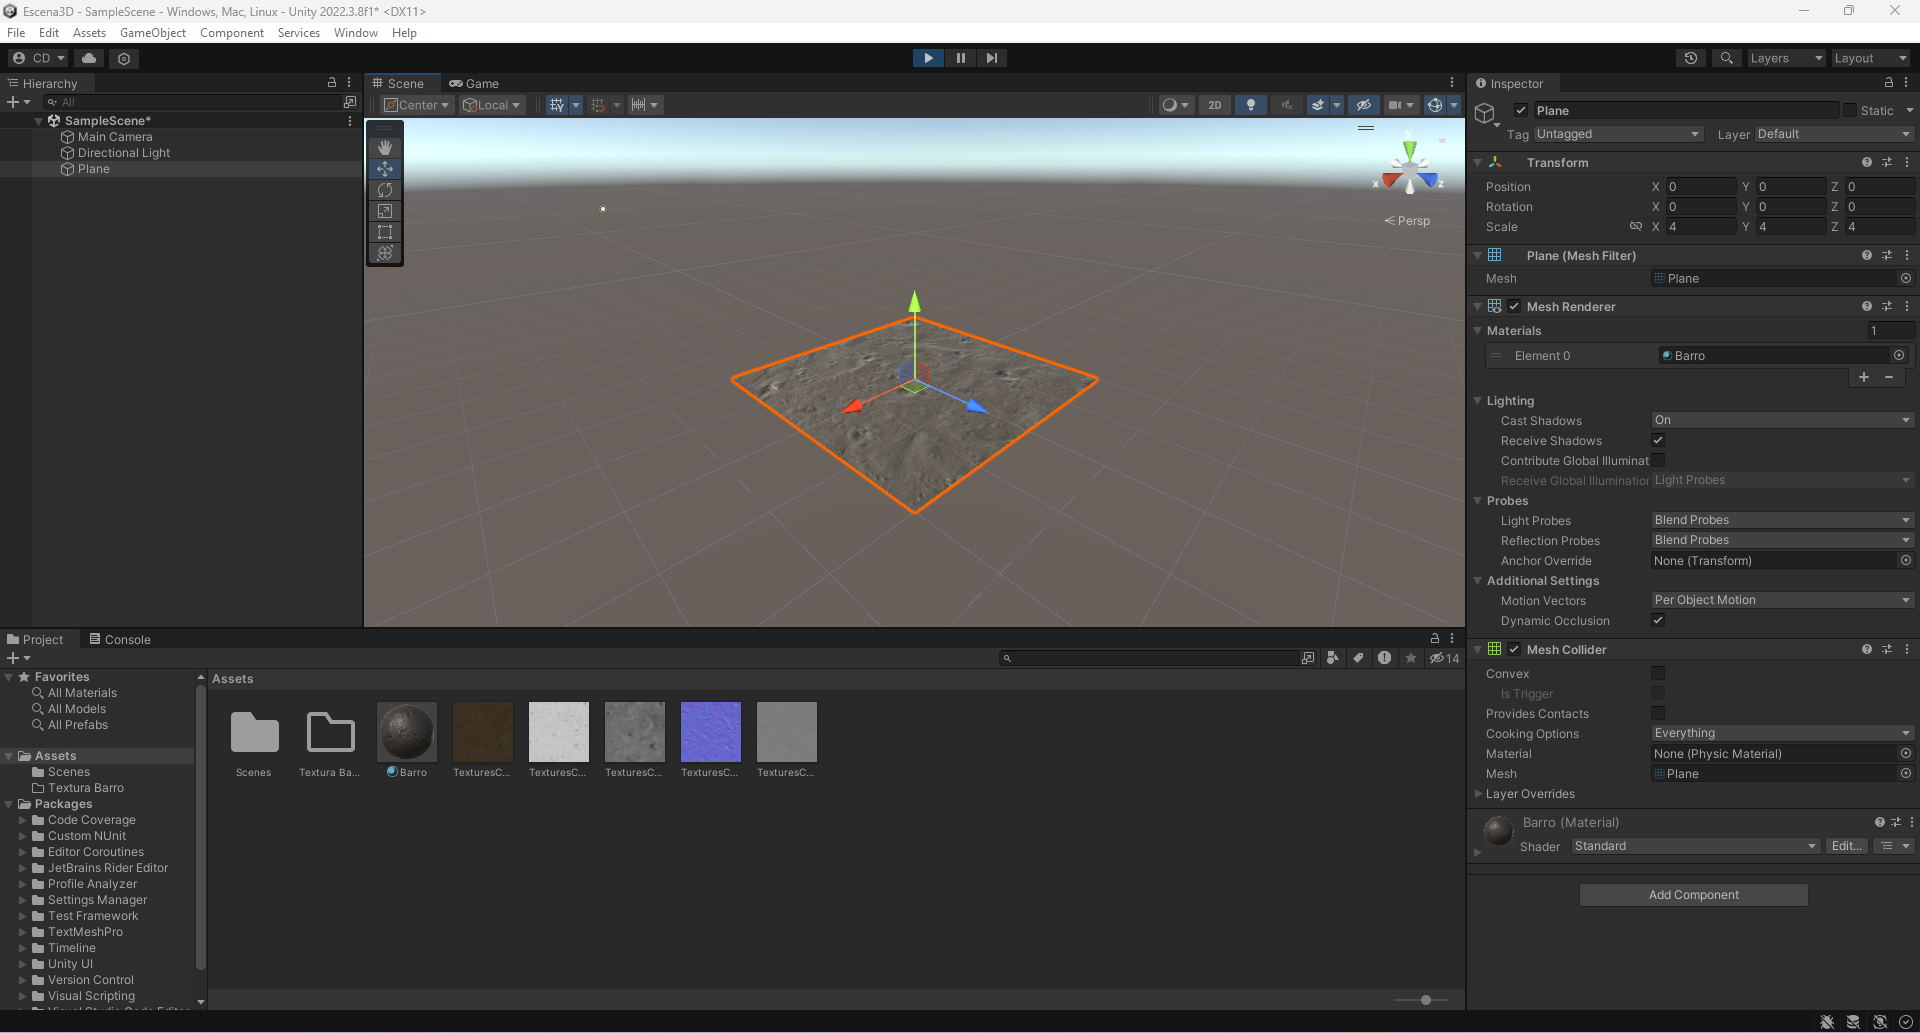 Escena3D - SampleScene - Windows, Mac, Linux - Unity 2022.3.8f1* <DX11>
File Edit Assets GameObject Component Services Window Help
CD
Layers Layout
Hierarchy
All
SampleScene*
Main Camera
Directional Light
Plane
Scene Game
Center Local 2D
y
x z
Persp
Inspector
Plane Static
Tag Untagged Layer Default
Transform
Position X 0 Y 0 Z 0
Rotation X 0 Y 0 Z 0
Scale X 4 Y 4 Z 4
Plane (Mesh Filter)
Mesh Plane
Mesh Renderer
Materials 1
Element 0 Barro
Lighting
Cast Shadows On
Receive Shadows
Contribute Global Illuminat
Receive Global Illumination Light Probes
Probes
Light Probes Blend Probes
Reflection Probes Blend Probes
Anchor Override None (Transform)
Additional Settings
Motion Vectors Per Object Motion
Dynamic Occlusion
Mesh Collider
Convex
Is Trigger
Provides Contacts
Cooking Options Everything
Material None (Physic Material)
Mesh Plane
Layer Overrides
Barro (Material)
Shader Standard Edit...
Add Component
Project Console
14
Favorites
All Materials
All Models
All Prefabs
Assets
Scenes
Textura Barro
Packages
Code Coverage
Custom NUnit
Editor Coroutines
JetBrains Rider Editor
Profile Analyzer
Settings Manager
Test Framework
TextMeshPro
Timeline
Unity UI
Version Control
Visual Scripting
Visual Studio Code Editor
Assets
Scenes Textura Ba... Barro TexturesC... TexturesC... TexturesC... TexturesC... TexturesC...